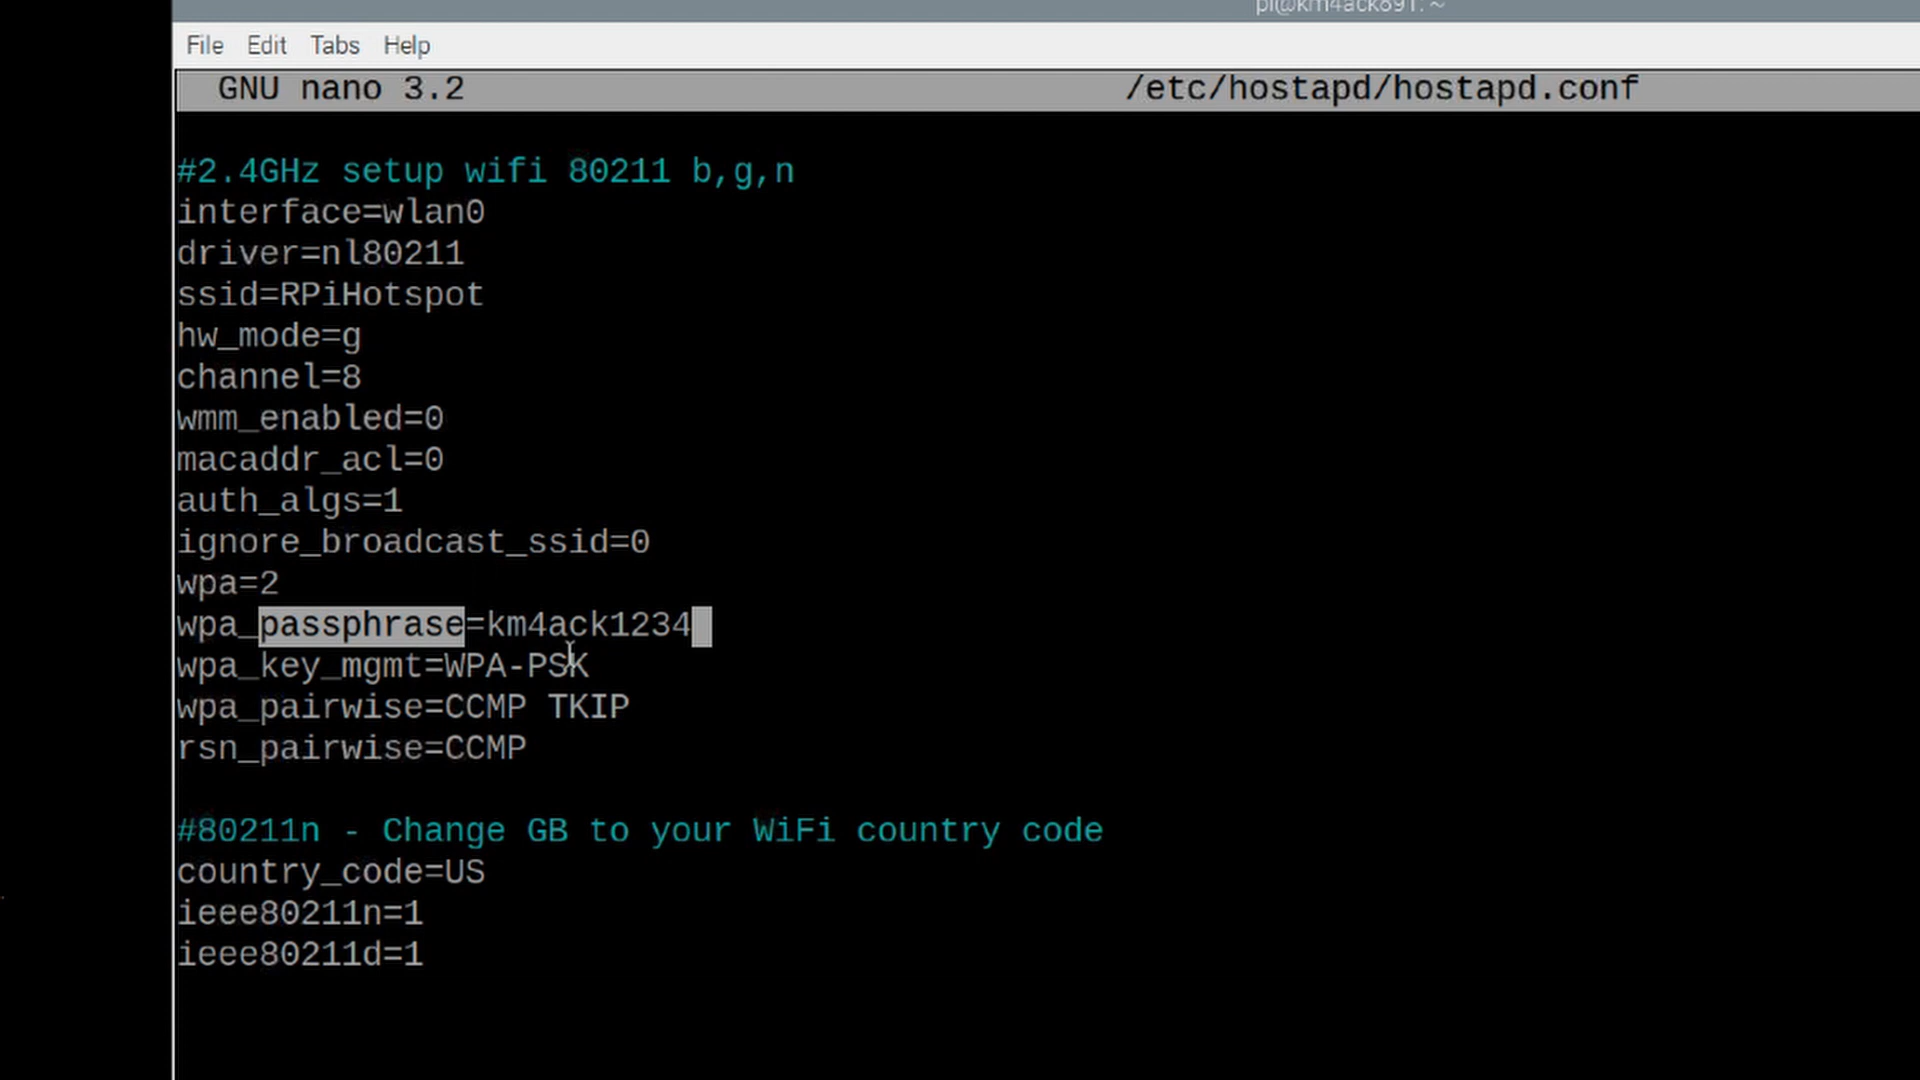 pi@km4ack891: ~
File Edit Tabs Help
GNU nano 3.2 /etc/hostapd/hostapd.conf
#2.4GHz setup wifi 80211 b,g,n
interface=wlan0
driver=nl80211
ssid=RPiHotspot
hw_mode=g
channel=8
wmm_enabled=0
macaddr_acl=0
auth_algs=1
ignore_broadcast_ssid=0
wpa=2
wpa_passphrase=km4ack1234
wpa_key_mgmt=WPA-PSK
wpa_pairwise=CCMP TKIP
rsn_pairwise=CCMP
#80211n - Change GB to your WiFi country code
country_code=US
ieee80211n=1
ieee80211d=1